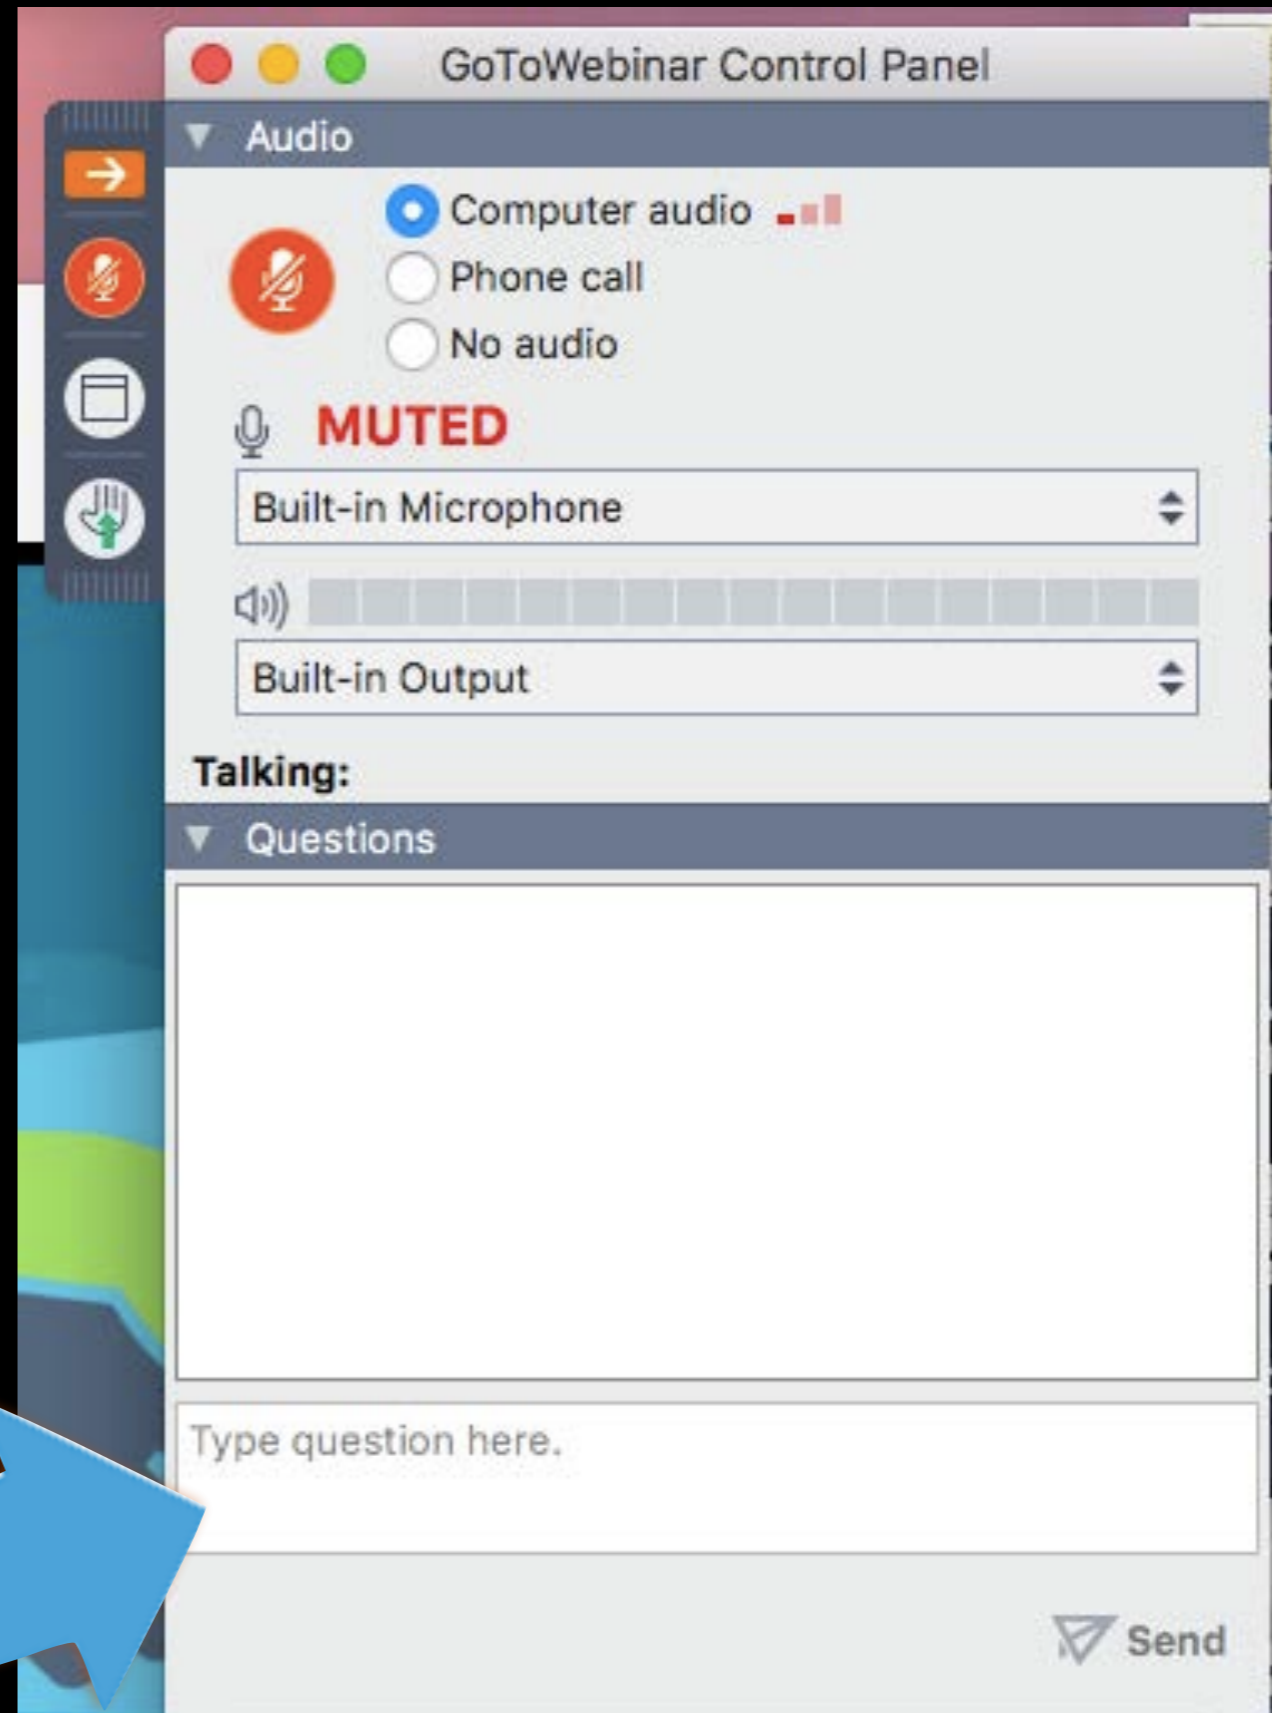 GoToWebinar Control Panel
Audio
Computer audio
Phone call
No audio
MUTED
Built-in Microphone
Built-in Output
Talking:
Questions
Type question here.
Send